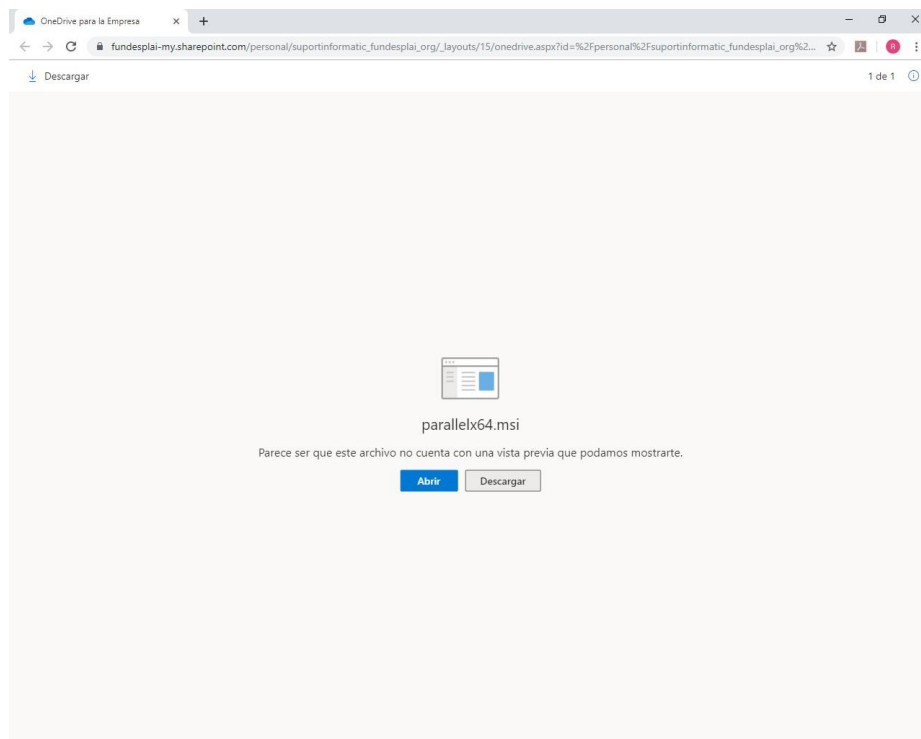 OneDrive para la Empresa
fundesplai-my.sharepoint.com/personal/suportinformatic_fundesplai_org/_layouts/15/onedrive.aspx?id=%2Fpersonal%2Fsuportinformatic_fundesplai_org%2...
R
Descargar
1 de 1
parallelx64.msi
Parece ser que este archivo no cuenta con una vista previa que podamos mostrarte.
Abrir
Descargar